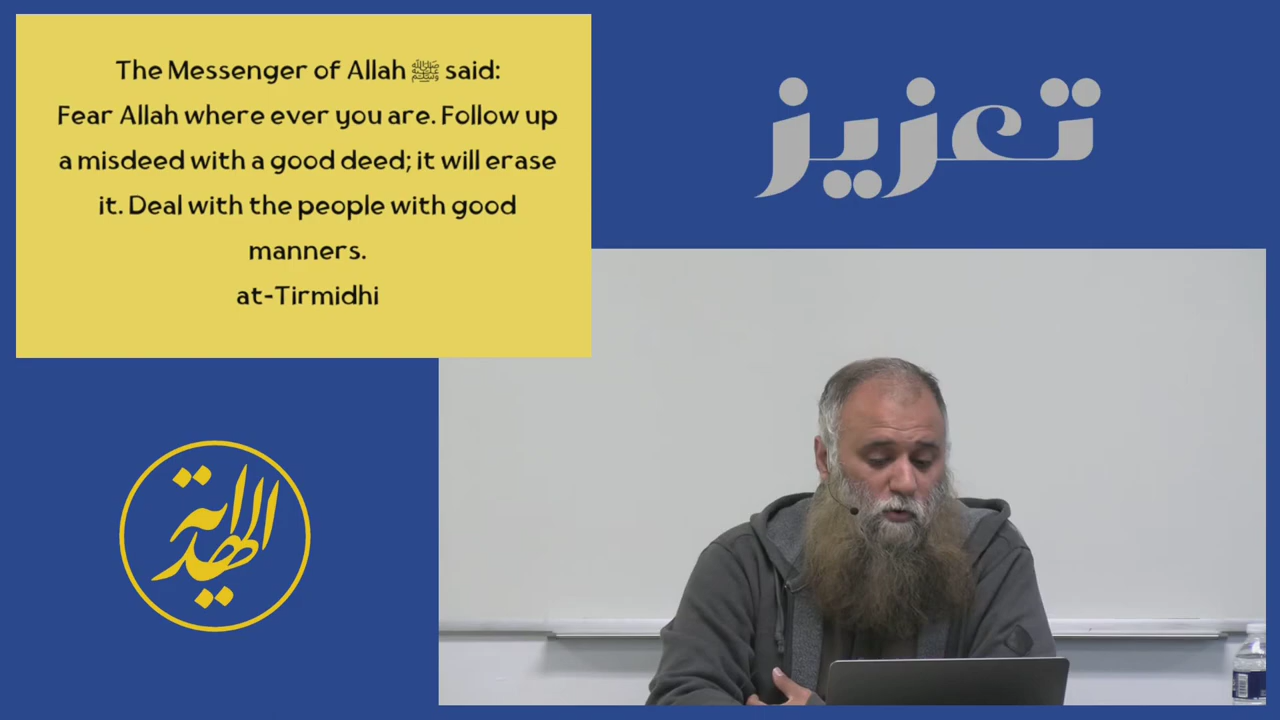 The Messenger of Allah ﷺ said:
Fear Allah where ever you are. Follow up
a misdeed with a good deed; it will erase
it. Deal with the people with good
manners.
at-Tirmidhi
تعزيز
الهداية